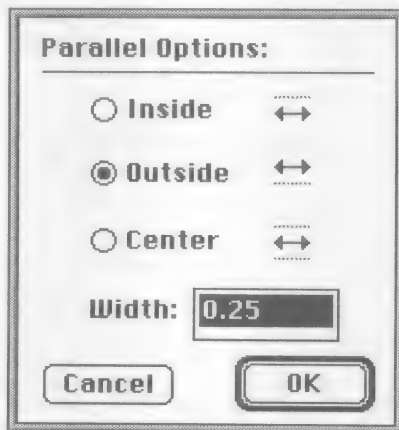 Parallel Options:
Inside
Outside
Center
Width: 0.25
Cancel OK